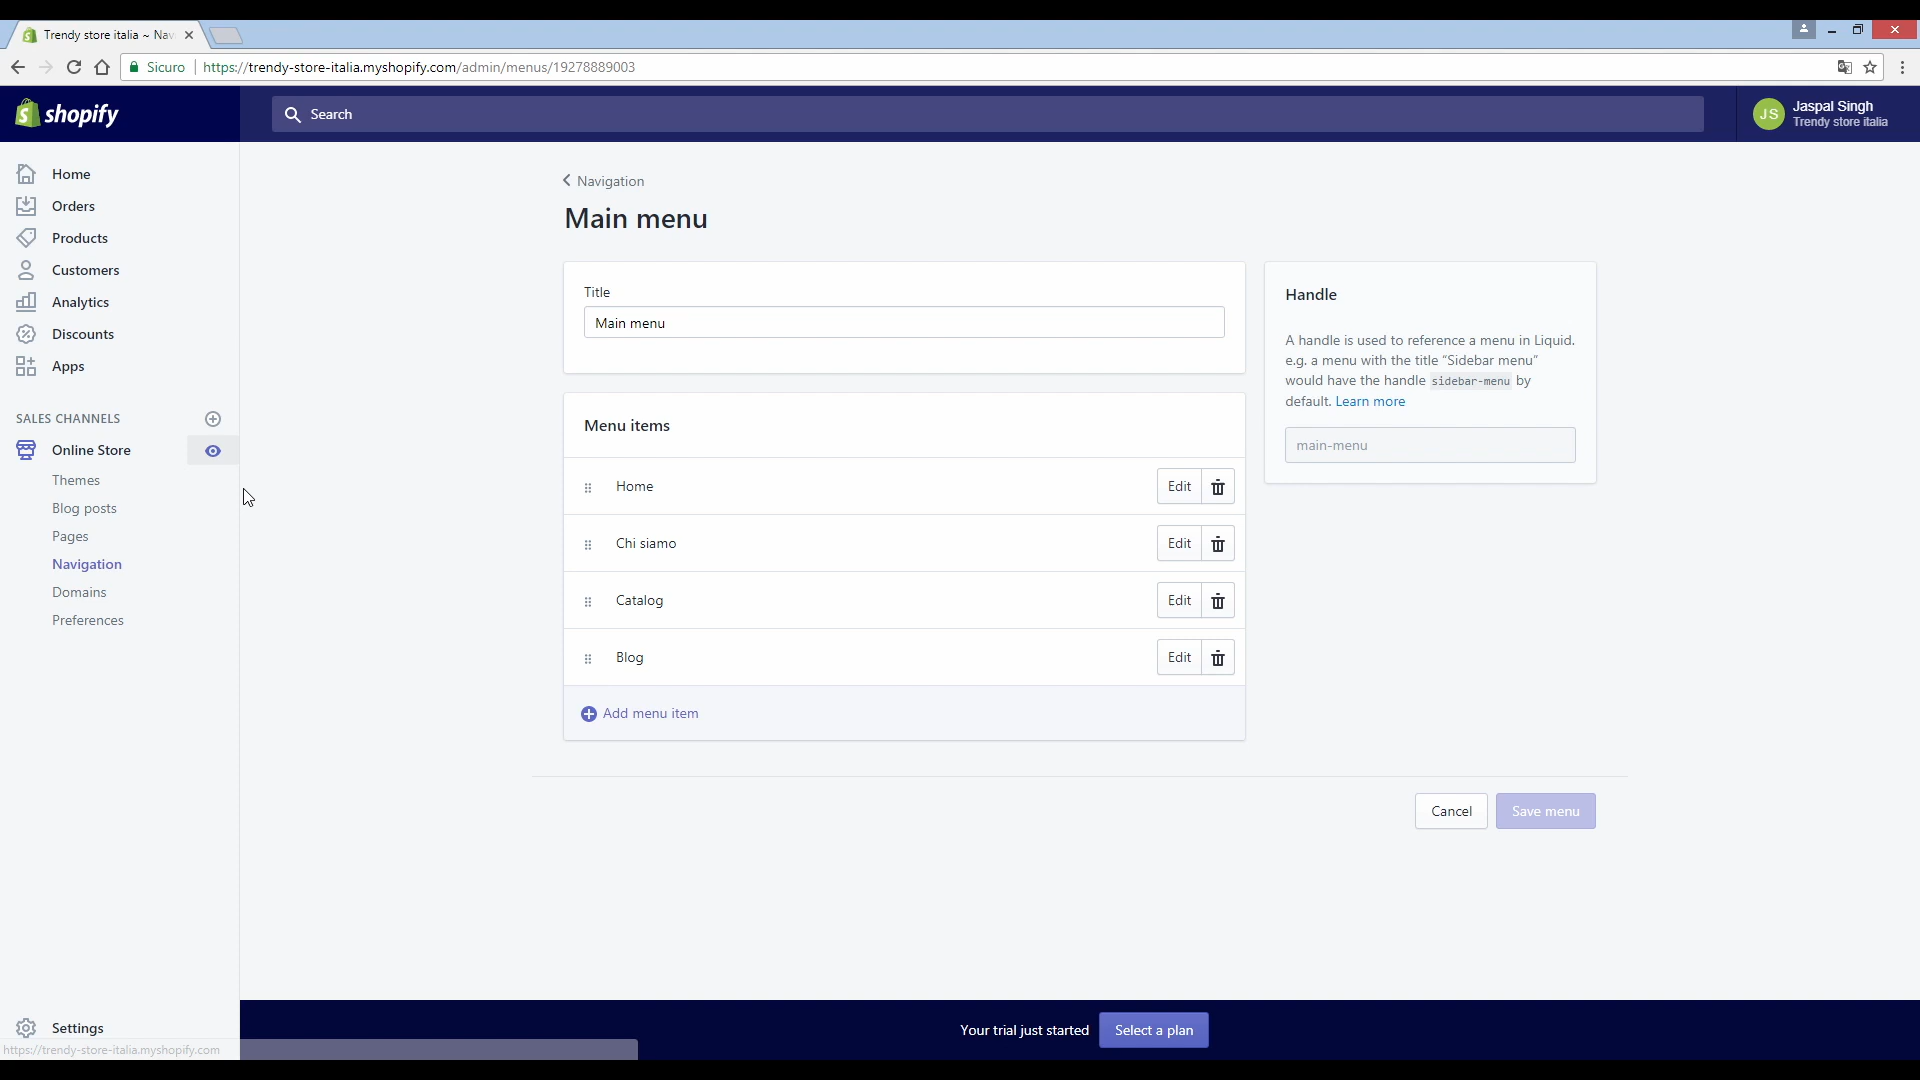 Trendy store italia ~ Nav
Sicuro
https://trendy-store-italia.myshopify.com/admin/menus/19278889003
shopify
Search
JS
Jaspal Singh
Trendy store italia
Home
Orders
Products
Customers
Analytics
Discounts
Apps
SALES CHANNELS
Online Store
Themes
Blog posts
Pages
Navigation
Domains
Preferences
Settings
https://trendy-store-italia.myshopify.com
Navigation
Main menu
Title
Main menu
Menu items
Home
Edit
Chi siamo
Edit
Catalog
Edit
Blog
Edit
Add menu item
Handle
A handle is used to reference a menu in Liquid.
e.g. a menu with the title “Sidebar menu”
would have the handle sidebar-menu by
default. Learn more
main-menu
Cancel
Save menu
Your trial just started
Select a plan